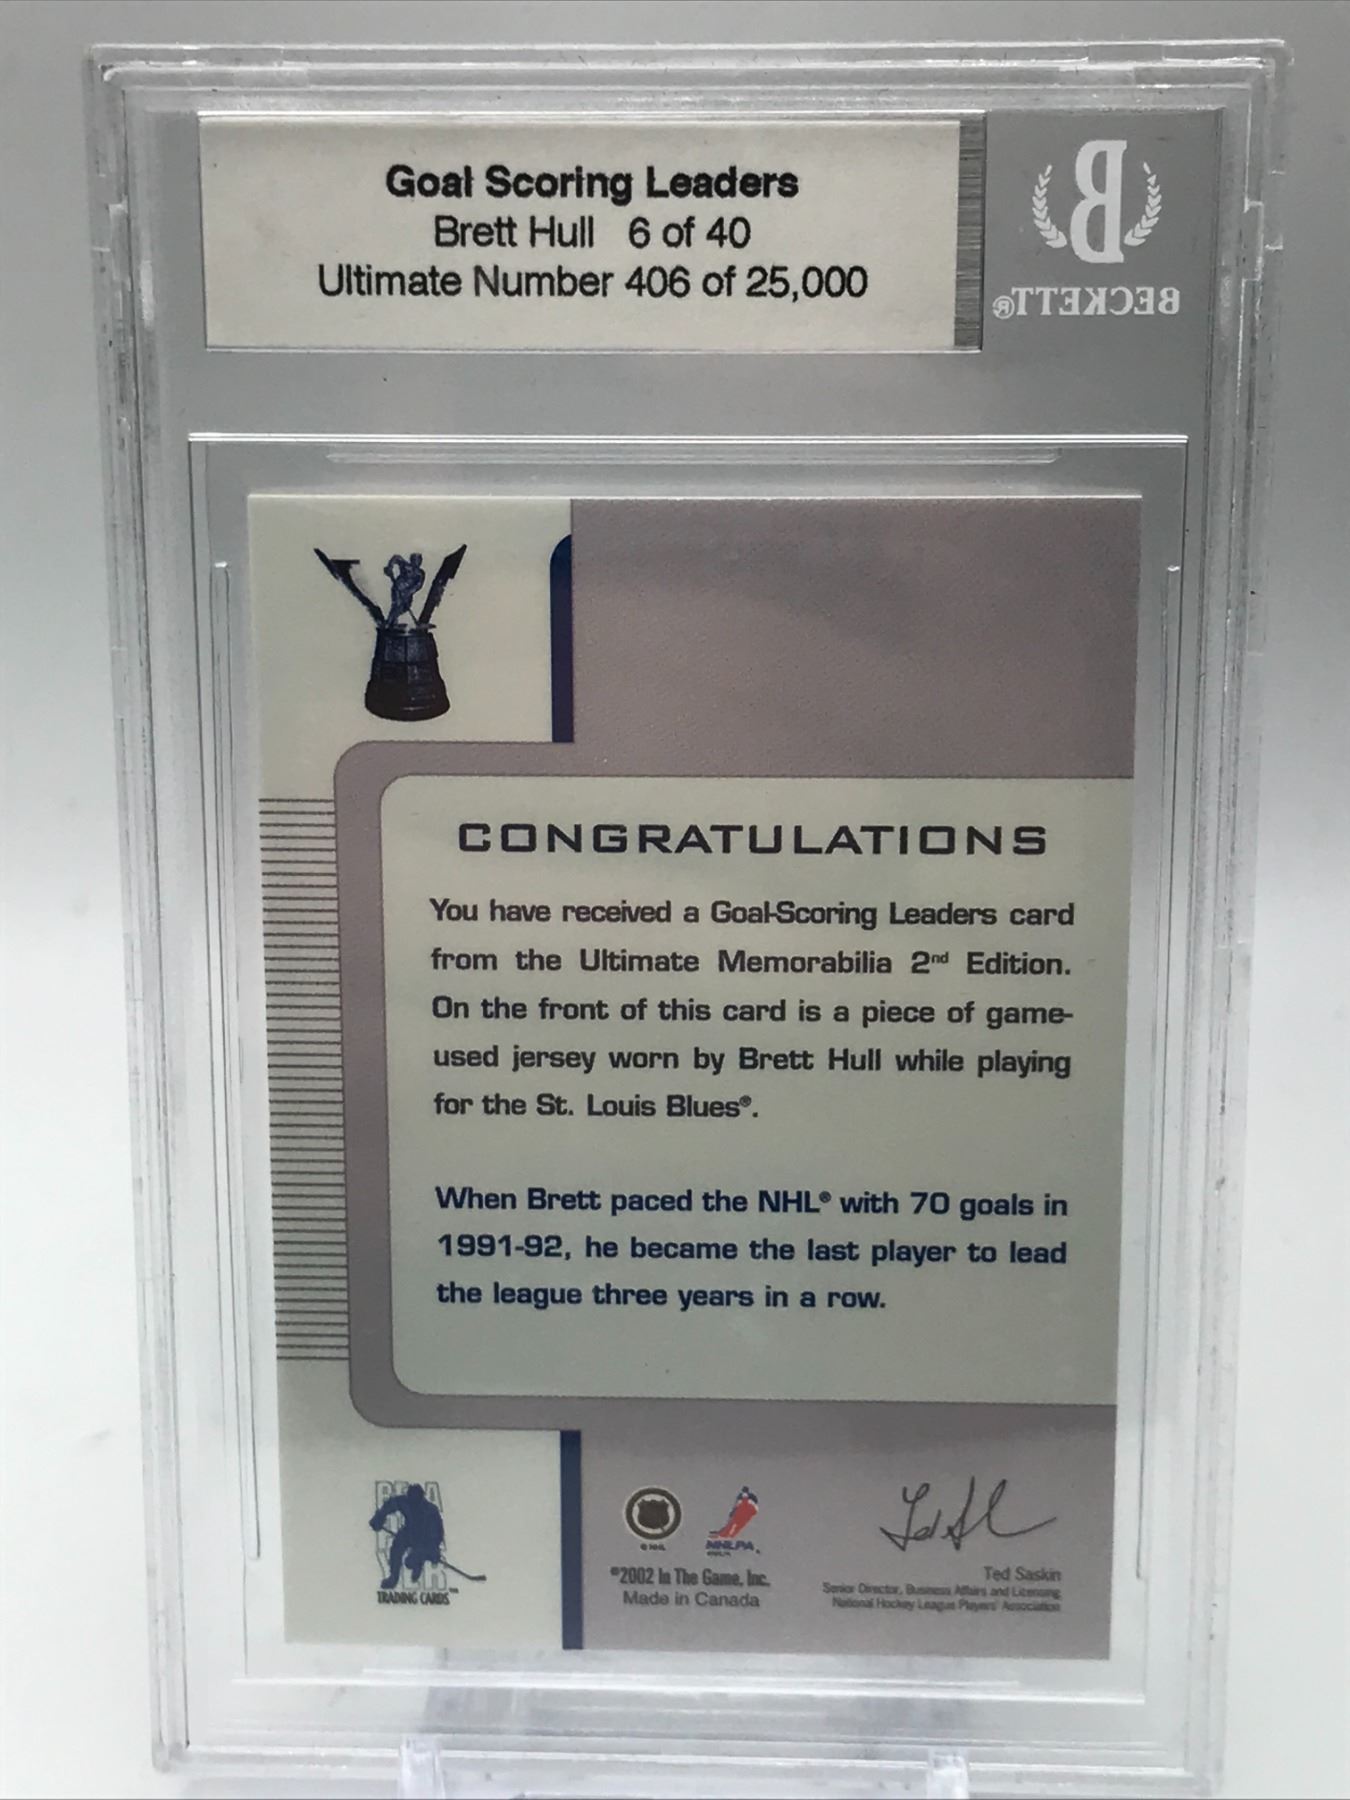 Goal Scoring Leaders
Brett Hull 6 of 40
Ultimate Number 406 of 25,000
B
BECKETT®
CONGRATULATIONS
You have received a Goal-Scoring Leaders card
from the Ultimate Memorabilia 2nd Edition.
On the front of this card is a piece of game-
used jersey worn by Brett Hull while playing
for the St. Louis Blues®.
When Brett paced the NHL® with 70 goals in
1991-92, he became the last player to lead
the league three years in a row.
TRADING CARDS™
© NHL
NHLPA
©2002 In The Game, Inc.
Made in Canada
Ted Saskin
Senior Director, Business Affairs and Licensing
National Hockey League Players' Association